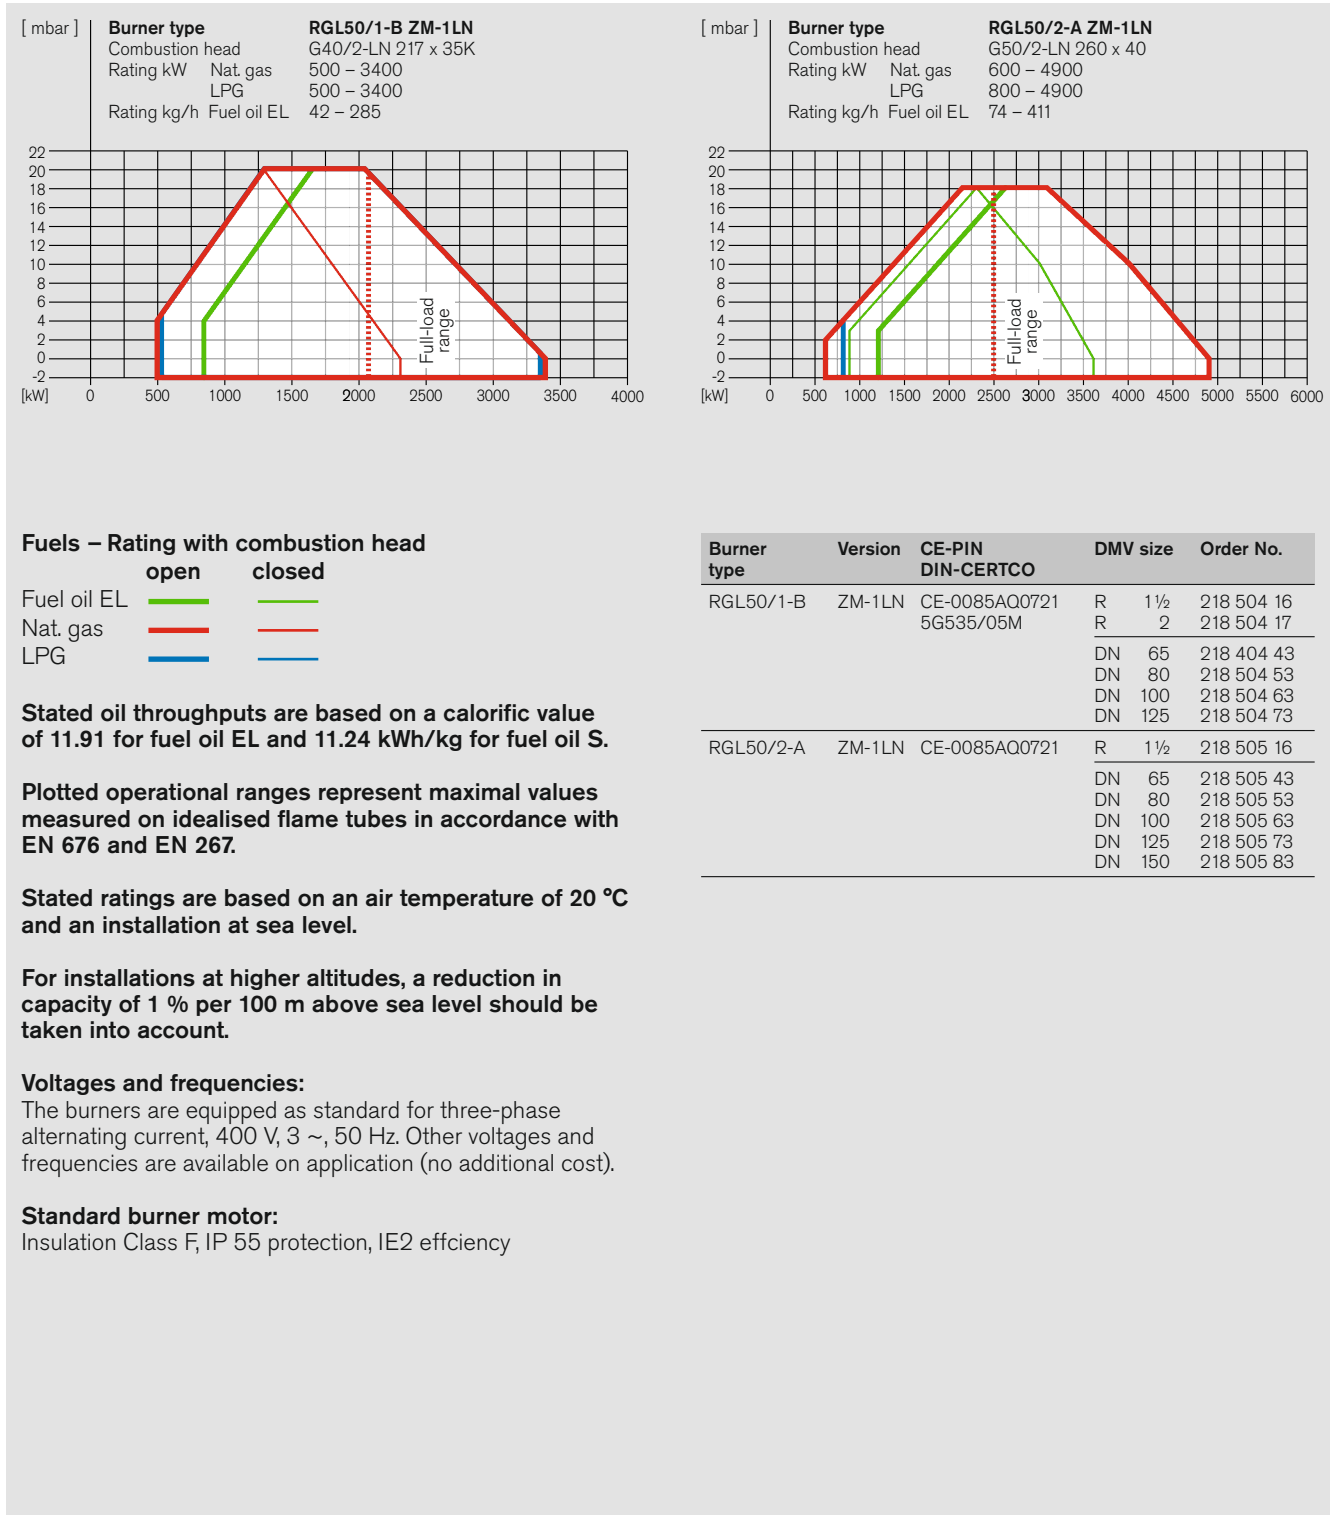 [ mbar ]
Burner type RGL50/1-B ZM-1LN
Combustion head G40/2-LN 217 x 35K
Rating kW Nat. gas 500 – 3400
LPG 500 – 3400
Rating kg/h Fuel oil EL 42 – 285
22
20
18
16
14
12
10
8
6
4
2
0
-2
Full-load
range
[kW] 0 500 1000 1500 2000 2500 3000 3500 4000
[ mbar ]
Burner type RGL50/2-A ZM-1LN
Combustion head G50/2-LN 260 x 40
Rating kW Nat. gas 600 – 4900
LPG 800 – 4900
Rating kg/h Fuel oil EL 74 – 411
22
20
18
16
14
12
10
8
6
4
2
0
-2
Full-load
range
[kW] 0 500 1000 1500 2000 2500 3000 3500 4000 4500 5000 5500 6000
Fuels – Rating with combustion head
open closed
Fuel oil EL
Nat. gas
LPG
Stated oil throughputs are based on a calorific value
of 11.91 for fuel oil EL and 11.24 kWh/kg for fuel oil S.
Plotted operational ranges represent maximal values
measured on idealised flame tubes in accordance with
EN 676 and EN 267.
Stated ratings are based on an air temperature of 20 °C
and an installation at sea level.
For installations at higher altitudes, a reduction in
capacity of 1 % per 100 m above sea level should be
taken into account.
Voltages and frequencies:
The burners are equipped as standard for three-phase
alternating current, 400 V, 3 ~, 50 Hz. Other voltages and
frequencies are available on application (no additional cost).
Standard burner motor:
Insulation Class F, IP 55 protection, IE2 effciency
Burner Version CE-PIN DMV size Order No.
type DIN-CERTCO
RGL50/1-B ZM-1LN CE-0085AQ0721 R 1½ 218 504 16
5G535/05M R 2 218 504 17
DN 65 218 404 43
DN 80 218 504 53
DN 100 218 504 63
DN 125 218 504 73
RGL50/2-A ZM-1LN CE-0085AQ0721 R 1½ 218 505 16
DN 65 218 505 43
DN 80 218 505 53
DN 100 218 505 63
DN 125 218 505 73
DN 150 218 505 83